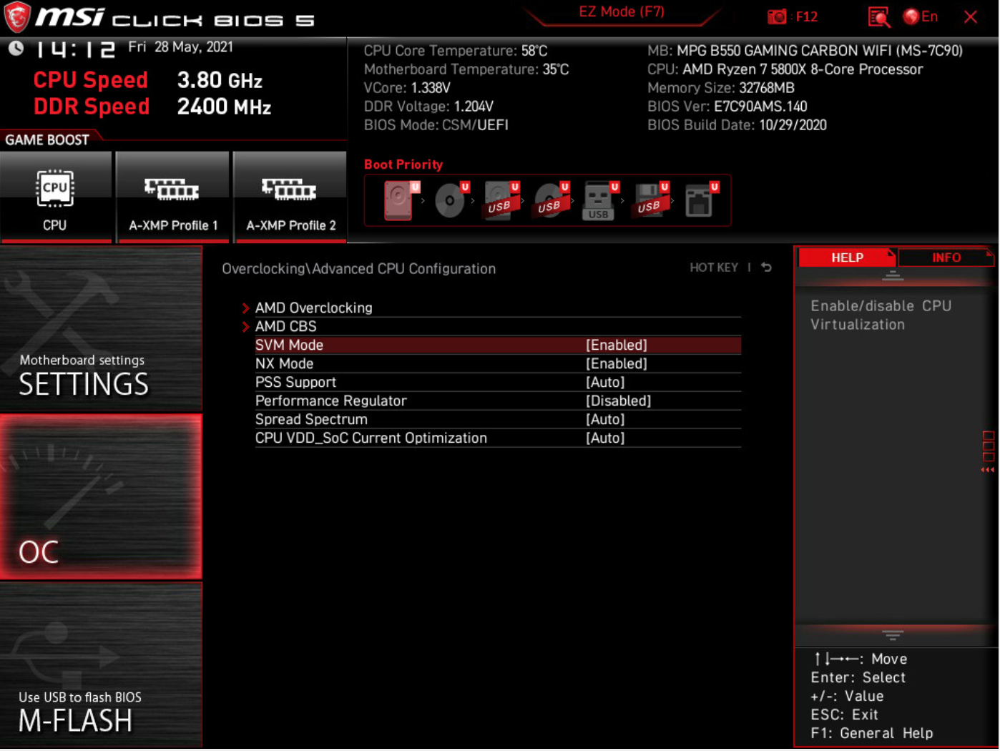 msi CLICK BIOS 5
EZ Mode (F7)
: F12
En
14:12 Fri 28 May, 2021
CPU Speed 3.80 GHz
DDR Speed 2400 MHz
CPU Core Temperature: 58°C
Motherboard Temperature: 35°C
VCore: 1.338V
DDR Voltage: 1.204V
BIOS Mode: CSM/UEFI
MB: MPG B550 GAMING CARBON WIFI (MS-7C90)
CPU: AMD Ryzen 7 5800X 8-Core Processor
Memory Size: 32768MB
BIOS Ver: E7C90AMS.140
BIOS Build Date: 10/29/2020
GAME BOOST
CPU
CPU
A-XMP Profile 1
A-XMP Profile 2
Boot Priority
U U U U U U U
USB USB USB USB
Motherboard settings
SETTINGS
OC
Use USB to flash BIOS
M-FLASH
Overclocking\Advanced CPU Configuration
HOT KEY |
AMD Overclocking
AMD CBS
SVM Mode [Enabled]
NX Mode [Enabled]
PSS Support [Auto]
Performance Regulator [Disabled]
Spread Spectrum [Auto]
CPU VDD_SoC Current Optimization [Auto]
HELP
INFO
Enable/disable CPU
Virtualization
↑↓→←: Move
Enter: Select
+/-: Value
ESC: Exit
F1: General Help